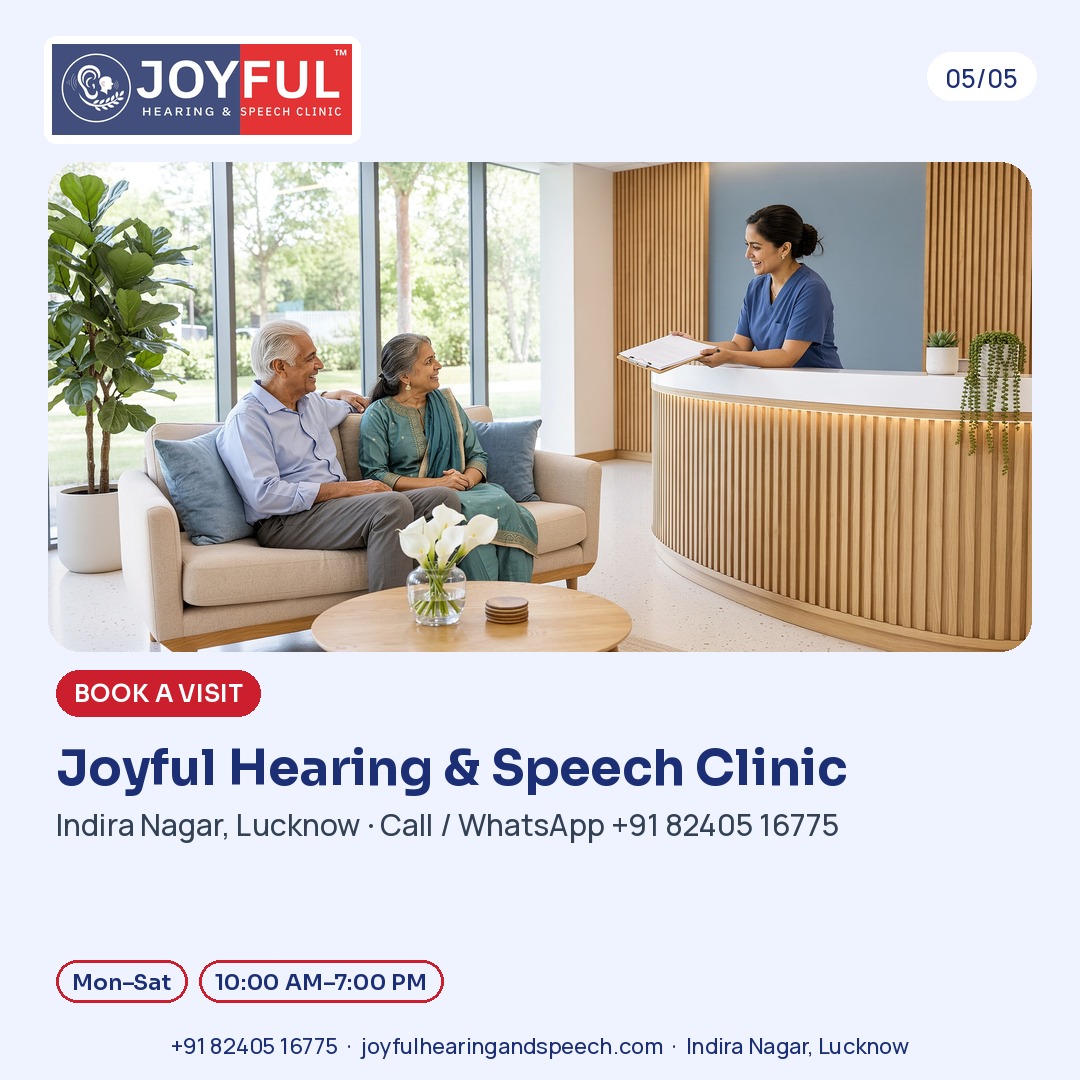 JOYFUL™
HEARING & SPEECH CLINIC
05/05
BOOK A VISIT
Joyful Hearing & Speech Clinic
Indira Nagar, Lucknow · Call / WhatsApp +91 82405 16775
Mon–Sat
10:00 AM–7:00 PM
+91 82405 16775 · joyfulhearingandspeech.com · Indira Nagar, Lucknow